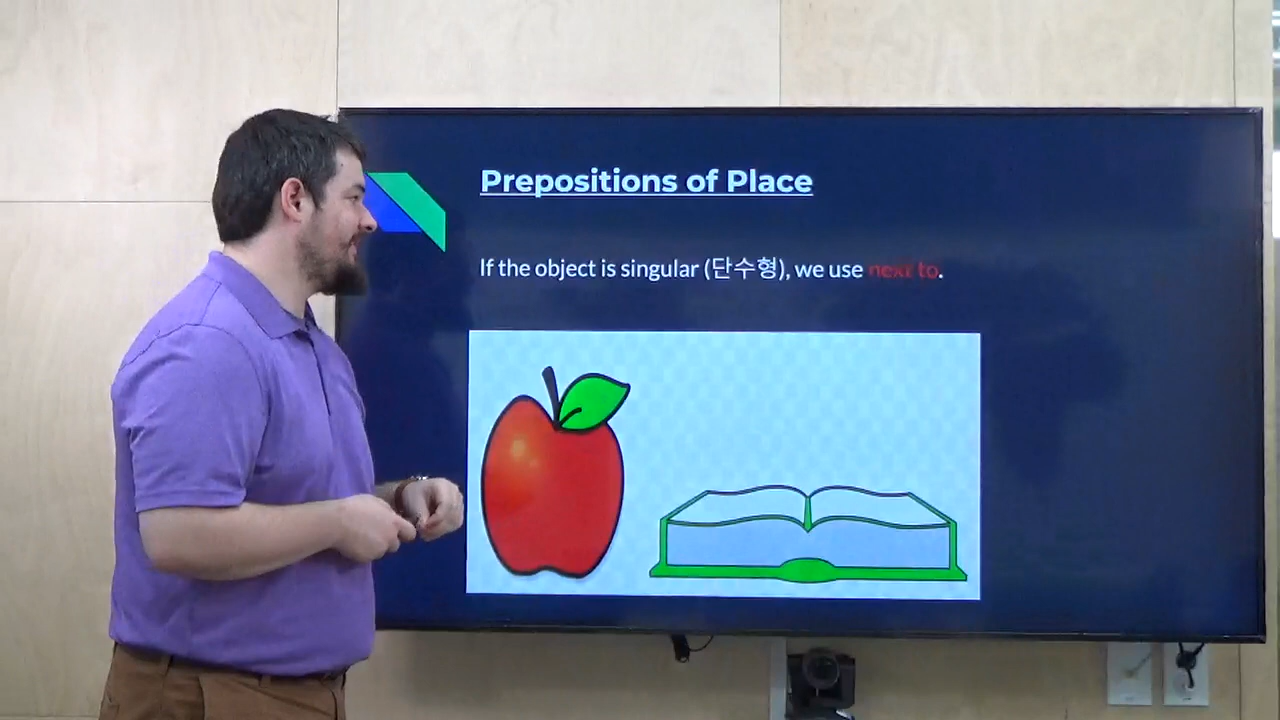 Prepositions of Place
If the object is singular (단수형), we use next to.